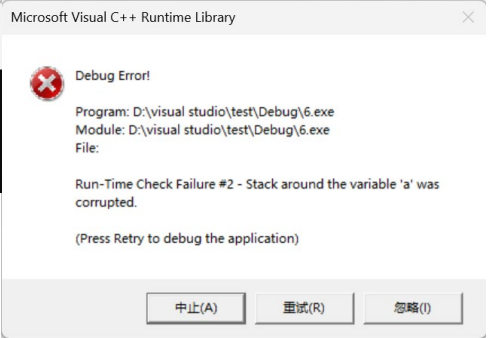 Microsoft Visual C++ Runtime Library
Debug Error!
Program: D:\visual studio\test\Debug\6.exe
Module: D:\visual studio\test\Debug\6.exe
File:
Run-Time Check Failure #2 - Stack around the variable 'a' was
corrupted.
(Press Retry to debug the application)
中止(A)
重试(R)
忽略(I)